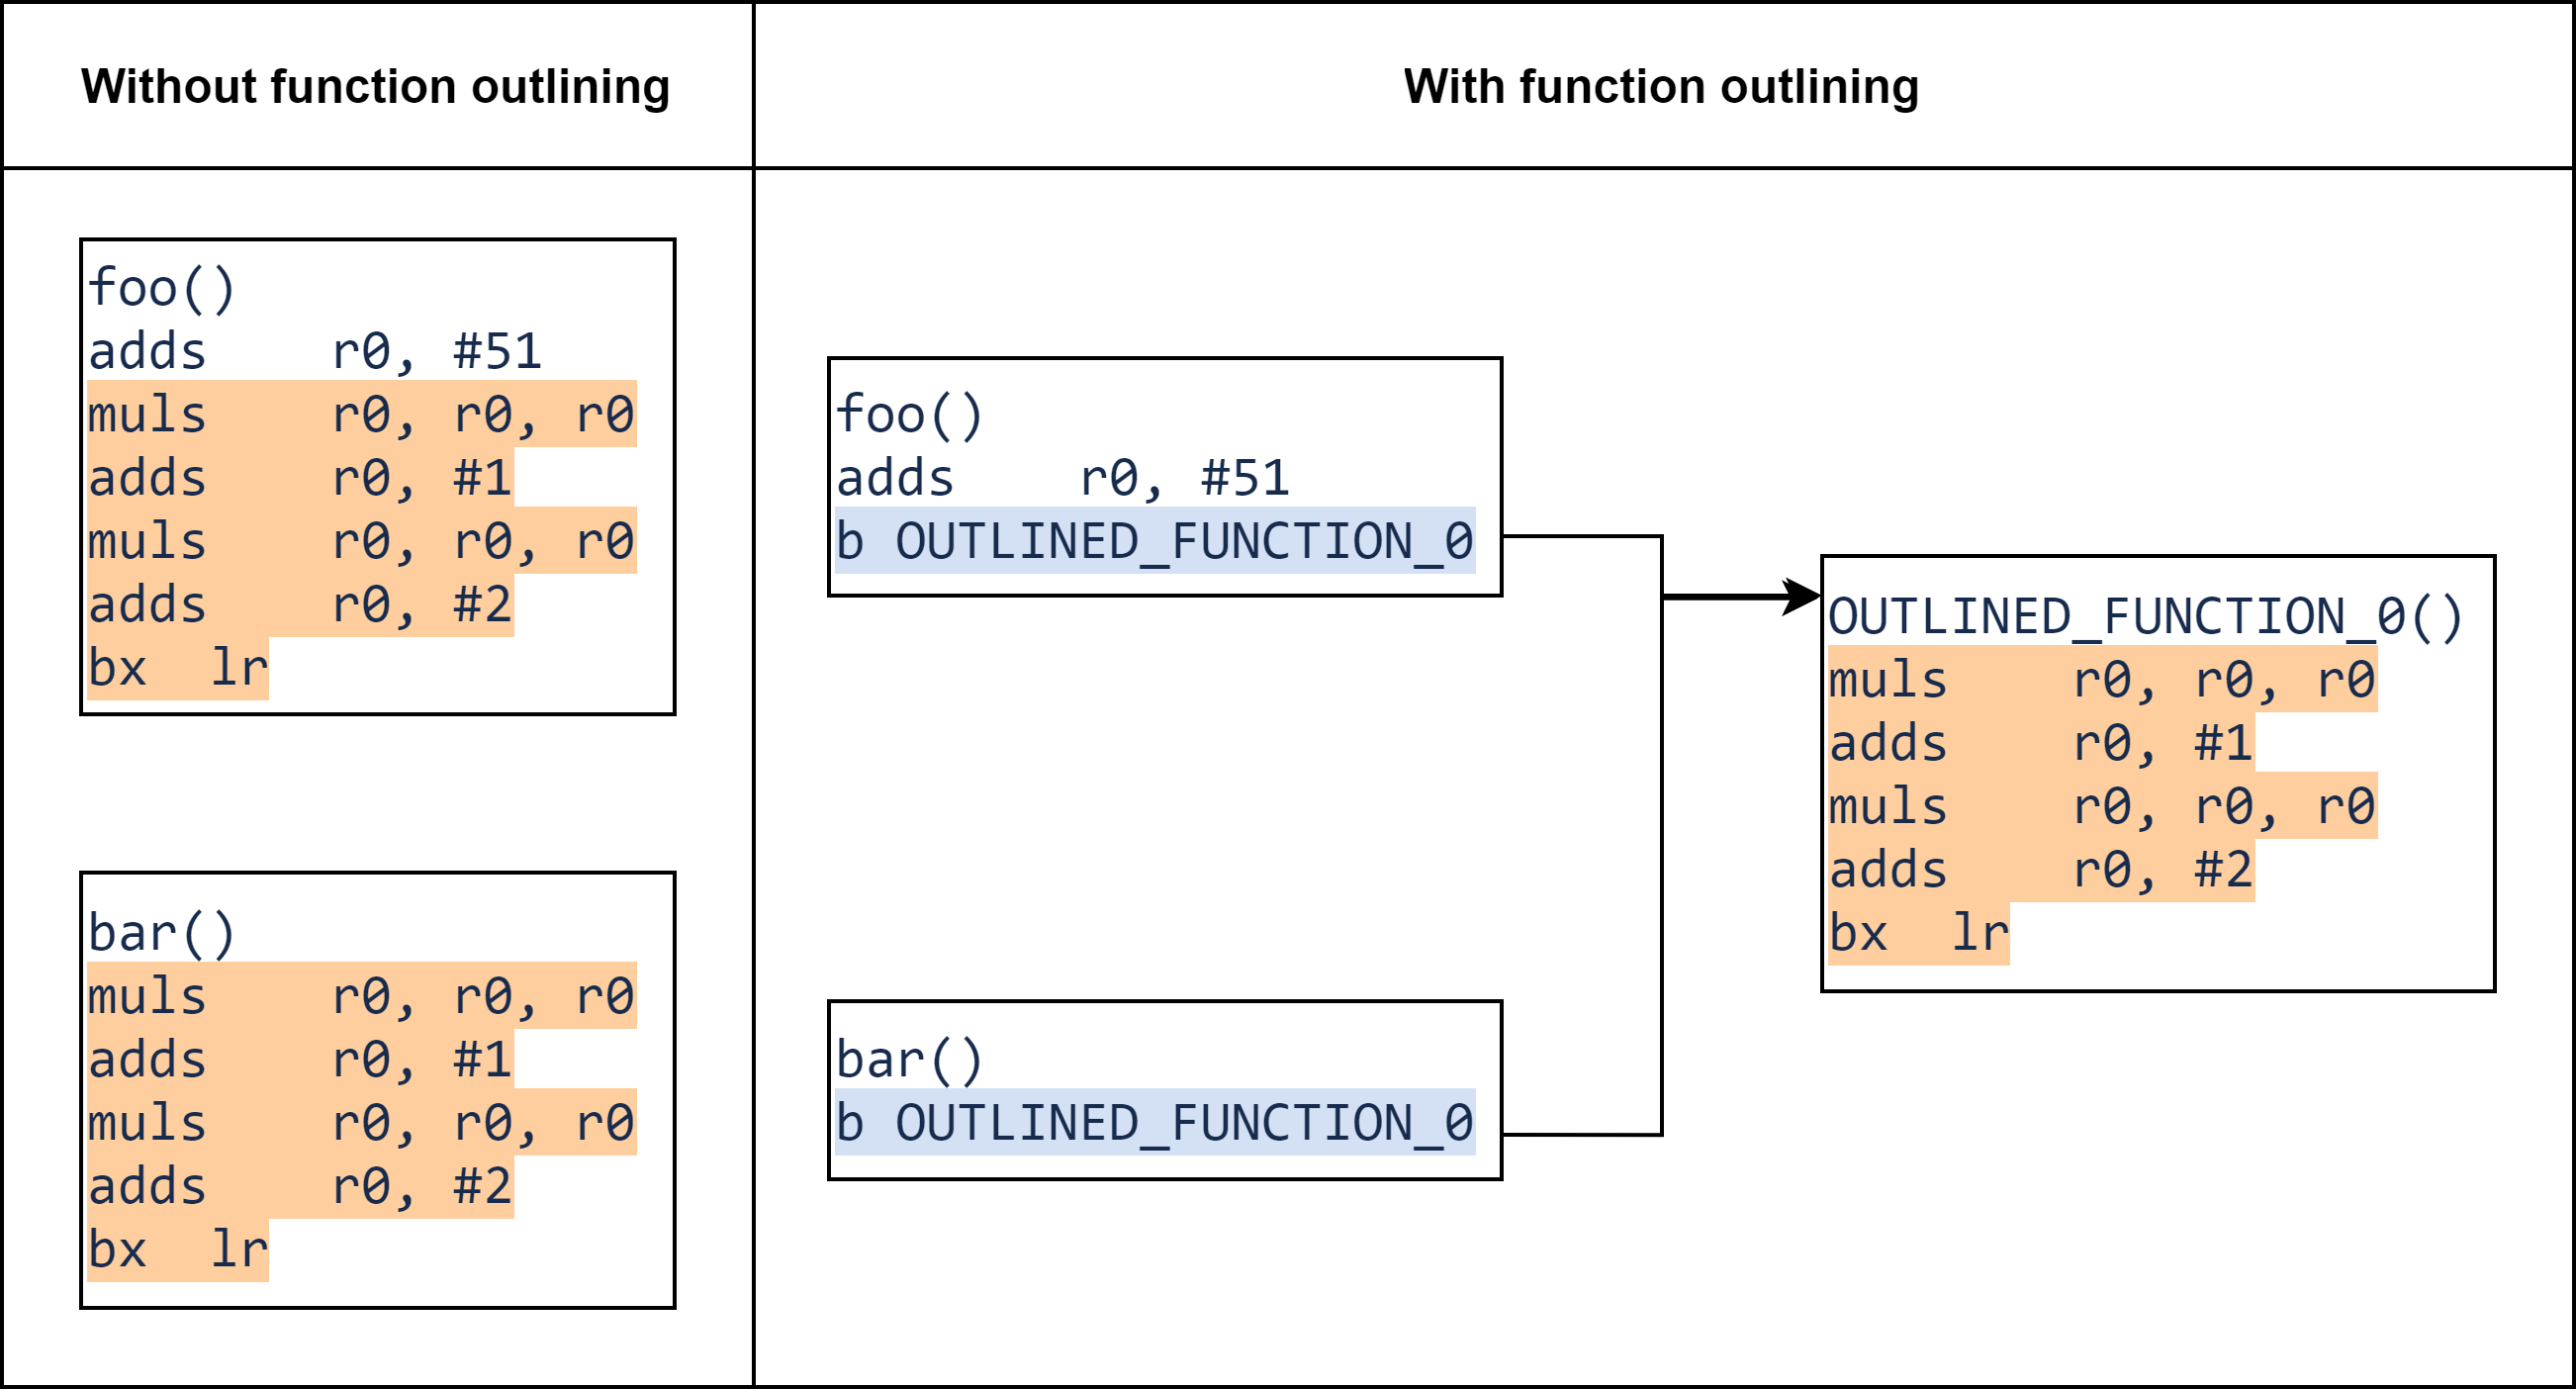 Without function outlining
With function outlining
foo()
adds    r0, #51
muls    r0, r0, r0
adds    r0, #1
muls    r0, r0, r0
adds    r0, #2
bx  lr
bar()
muls    r0, r0, r0
adds    r0, #1
muls    r0, r0, r0
adds    r0, #2
bx  lr
foo()
adds    r0, #51
b OUTLINED_FUNCTION_0
bar()
b OUTLINED_FUNCTION_0
OUTLINED_FUNCTION_0()
muls    r0, r0, r0
adds    r0, #1
muls    r0, r0, r0
adds    r0, #2
bx  lr